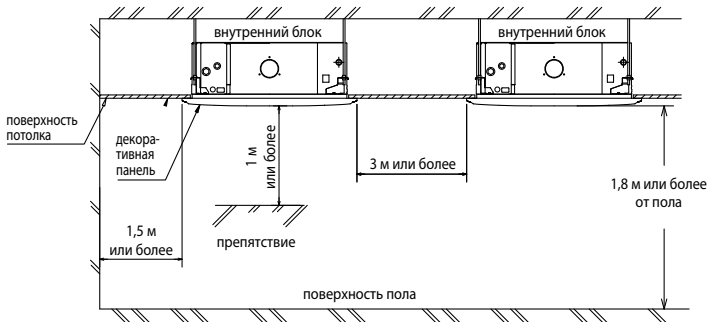 внутренний блок
внутренний блок
поверхность
потолка
декора-
тивная
панель
1 м
или более
3 м или более
1,8 м или более
от пола
1,5 м
или более
препятствие
поверхность пола